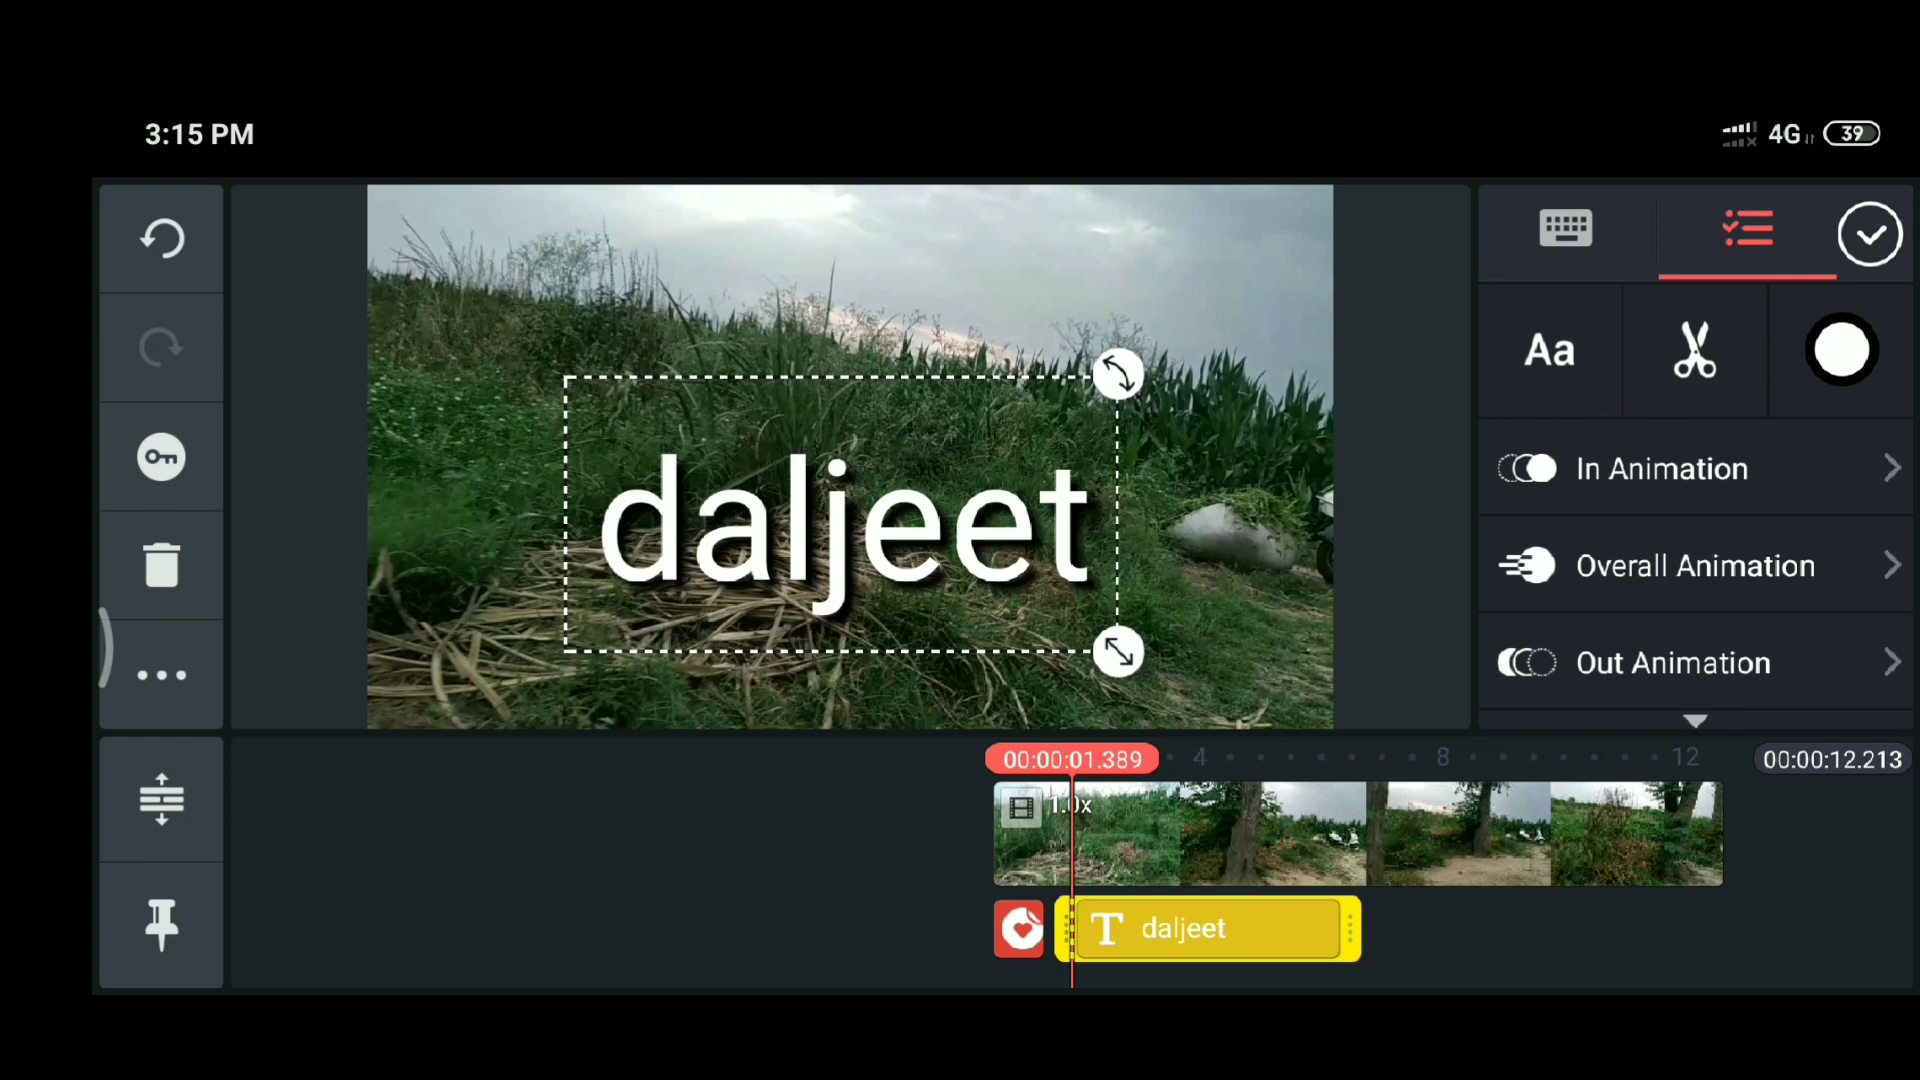 3:15 PM
4G
39
Aa
In Animation
Overall Animation
Out Animation
daljeet
00:00:01.389
4
8
12
00:00:12.213
1.0x
T daljeet